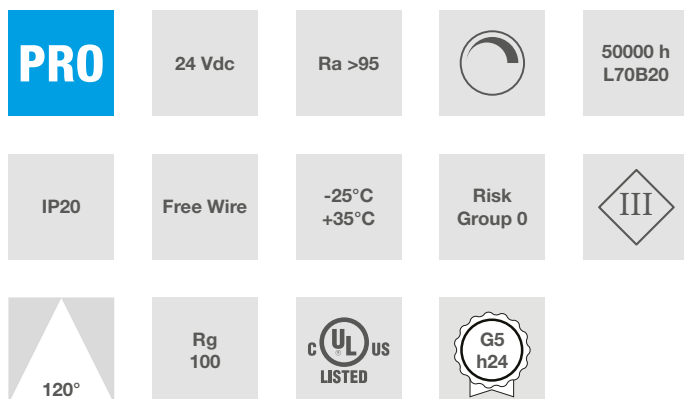 PRO
24 Vdc
Ra >95
50000 h
L70B20
IP20
Free Wire
-25°C
+35°C
Risk
Group 0
III
120°
Rg
100
C UL ® US
LISTED
G5
h24